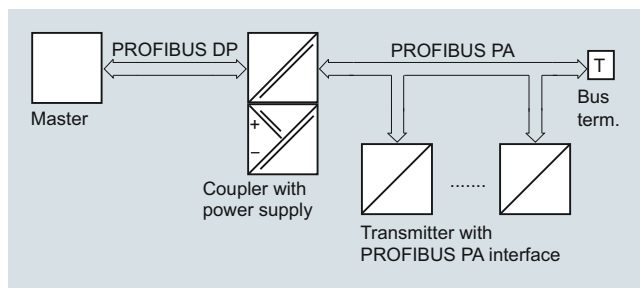 PROFIBUS DP
PROFIBUS PA
T
Master
Bus
term.
+
–
Coupler with
power supply
.......
Transmitter with
PROFIBUS PA interface